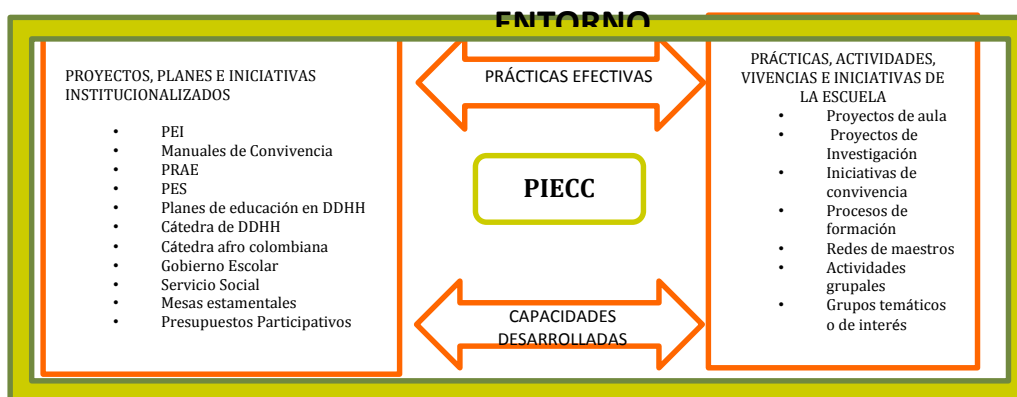 ENTORNO
PROYECTOS, PLANES E INICIATIVAS
INSTITUCIONALIZADOS
• PEI
• Manuales de Convivencia
• PRAE
• PES
• Planes de educación en DDHH
• Cátedra de DDHH
• Cátedra afro colombiana
• Gobierno Escolar
• Servicio Social
• Mesas estamentales
• Presupuestos Participativos
PRÁCTICAS EFECTIVAS
PIECC
CAPACIDADES
DESARROLLADAS
PRÁCTICAS, ACTIVIDADES,
VIVENCIAS E INICIATIVAS DE
LA ESCUELA
• Proyectos de aula
• Proyectos de
Investigación
• Iniciativas de
convivencia
• Procesos de
formación
• Redes de maestros
• Actividades
grupales
• Grupos temáticos
o de interés